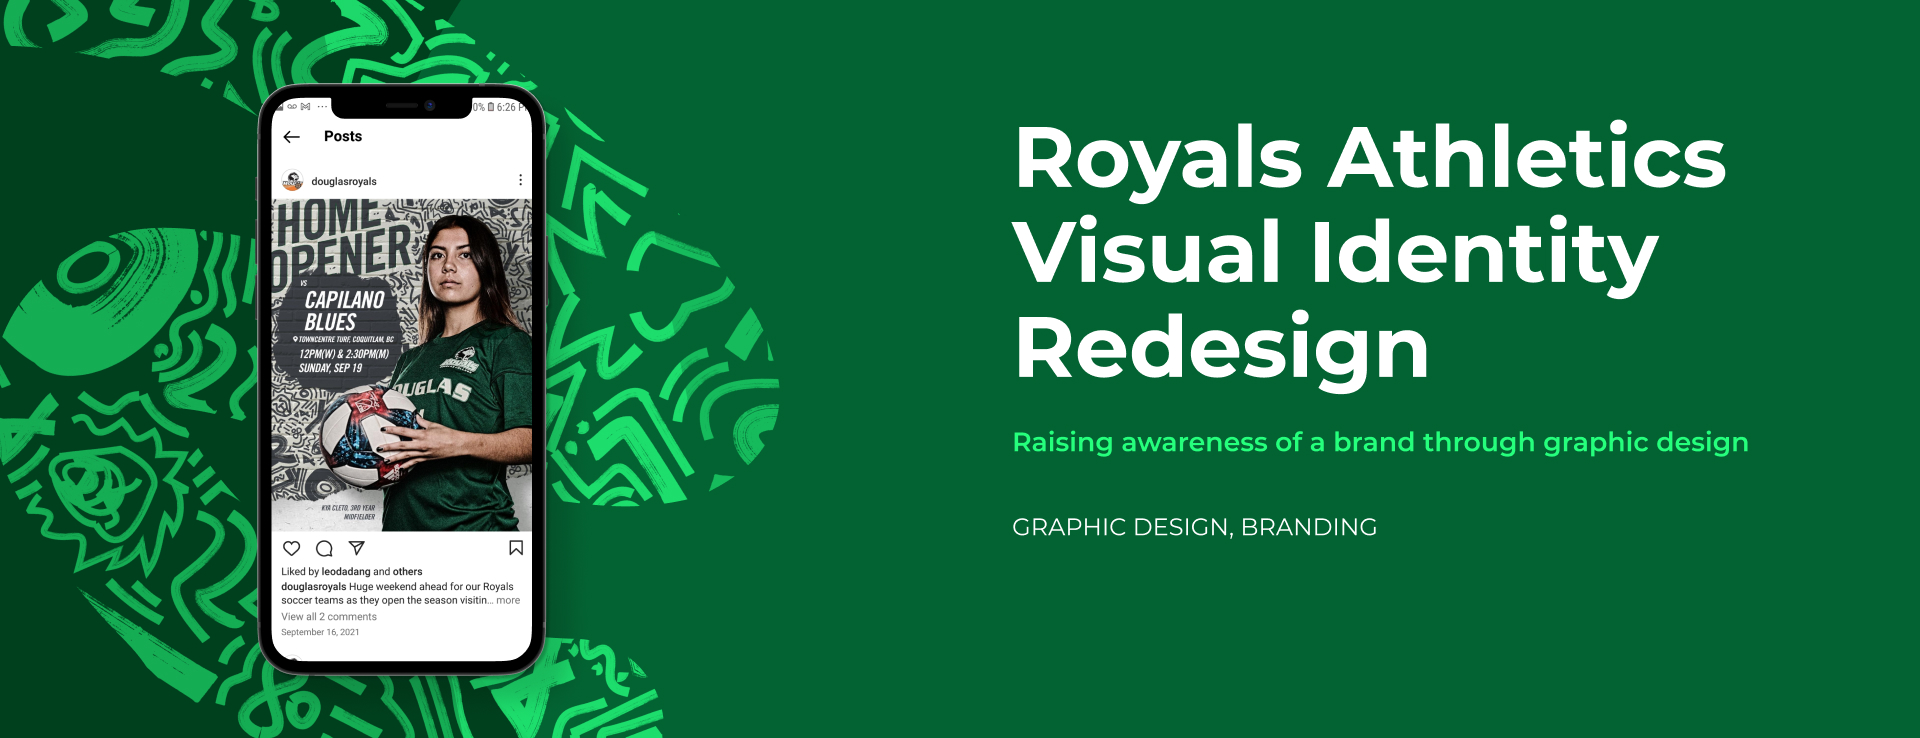 0% 6:26 P
Posts
douglasroyals
HOME
OPENER
VS
CAPILANO
BLUES
TOWNCENTRE TURF, COQUITLAM, BC
12PM(W) & 2:30PM(M)
SUNDAY, SEP 19
DOUGLAS
KYA CLETO, 3RD YEAR
MIDFIELDER
Liked by leodadang and others
douglasroyals Huge weekend ahead for our Royals
soccer teams as they open the season visitin... more
View all 2 comments
September 16, 2021
Royals Athletics
Visual Identity
Redesign
Raising awareness of a brand through graphic design
GRAPHIC DESIGN, BRANDING